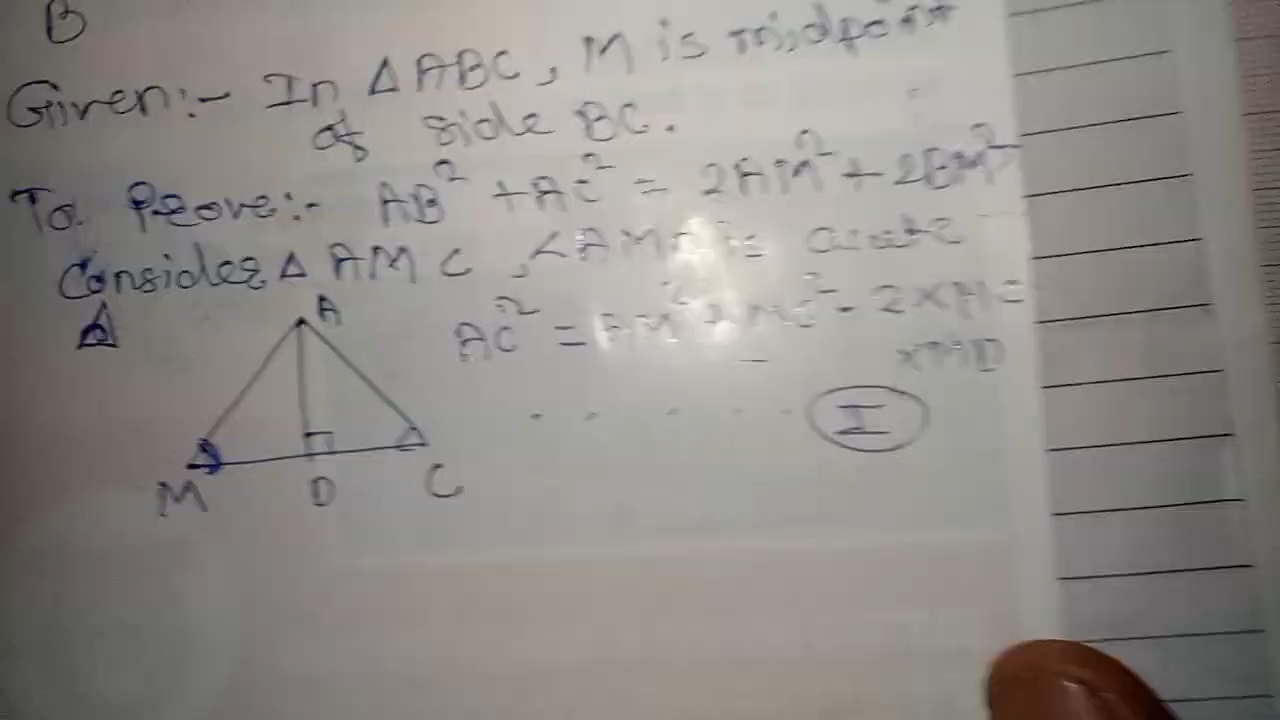 B
Given:- In △ABC, M is midpoint
of side BC.
To Prove:- AB² + AC² = 2AM² + 2BM²
Consider △ AMC, <AMC is acute
AC² = AM² + MC² - 2×MC
×MD
A
..... I
M D C